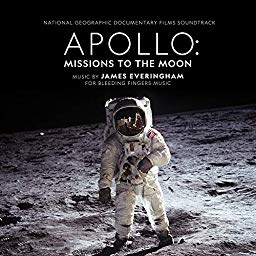 NATIONAL GEOGRAPHIC DOCUMENTARY FILMS SOUNDTRACK
APOLLO:
MISSIONS TO THE MOON
MUSIC BY JAMES EVERINGHAM
FOR BLEEDING FINGERS MUSIC